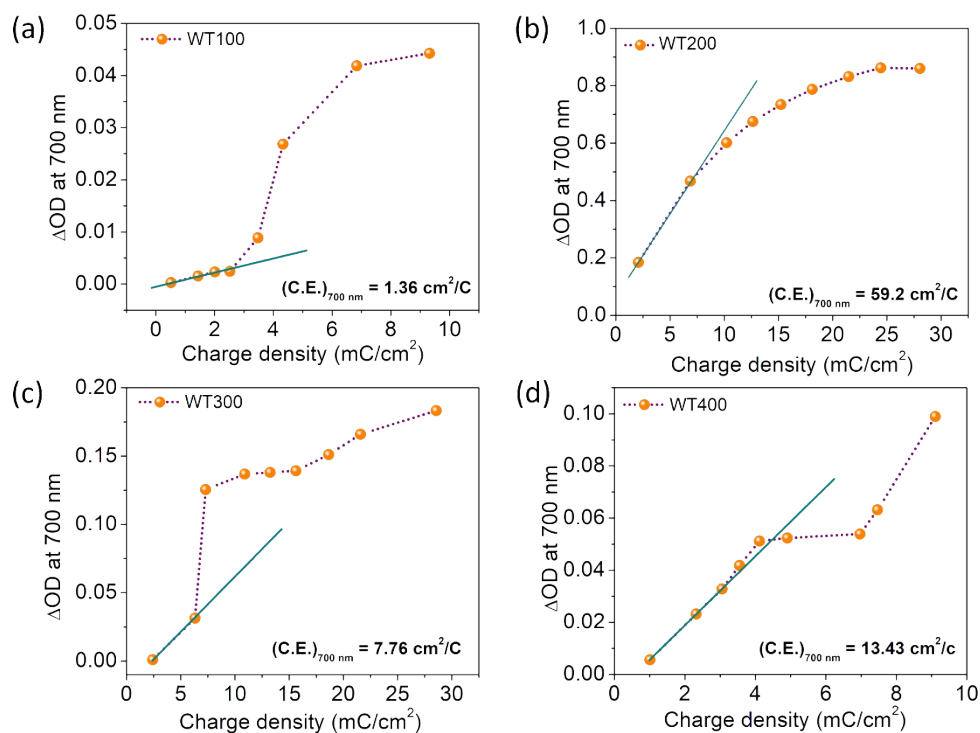 (a)
WT100
ΔOD at 700 nm
0.05
0.04
0.03
0.02
0.01
0.00
(C.E.)700 nm = 1.36 cm²/C
0 2 4 6 8 10
Charge density (mC/cm²)
(b)
WT200
ΔOD at 700 nm
1.0
0.8
0.6
0.4
0.2
0.0
(C.E.)700 nm = 59.2 cm²/C
0 5 10 15 20 25 30
Charge density (mC/cm²)
(c)
WT300
ΔOD at 700 nm
0.20
0.15
0.10
0.05
0.00
(C.E.)700 nm = 7.76 cm²/C
0 5 10 15 20 25 30
Charge density (mC/cm²)
(d)
WT400
ΔOD at 700 nm
0.10
0.08
0.06
0.04
0.02
0.00
(C.E.)700 nm = 13.43 cm²/c
0 2 4 6 8 10
Charge density (mC/cm²)